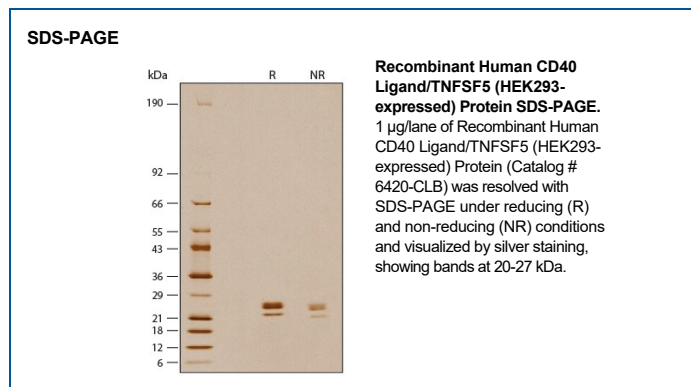 SDS-PAGE
kDa
R NR
190
92
66
55
43
36
29
21
18
12
6
Recombinant Human CD40
Ligand/TNFSF5 (HEK293-
expressed) Protein SDS-PAGE.
1 µg/lane of Recombinant Human
CD40 Ligand/TNFSF5 (HEK293-
expressed) Protein (Catalog #
6420-CLB) was resolved with
SDS-PAGE under reducing (R)
and non-reducing (NR) conditions
and visualized by silver staining,
showing bands at 20-27 kDa.